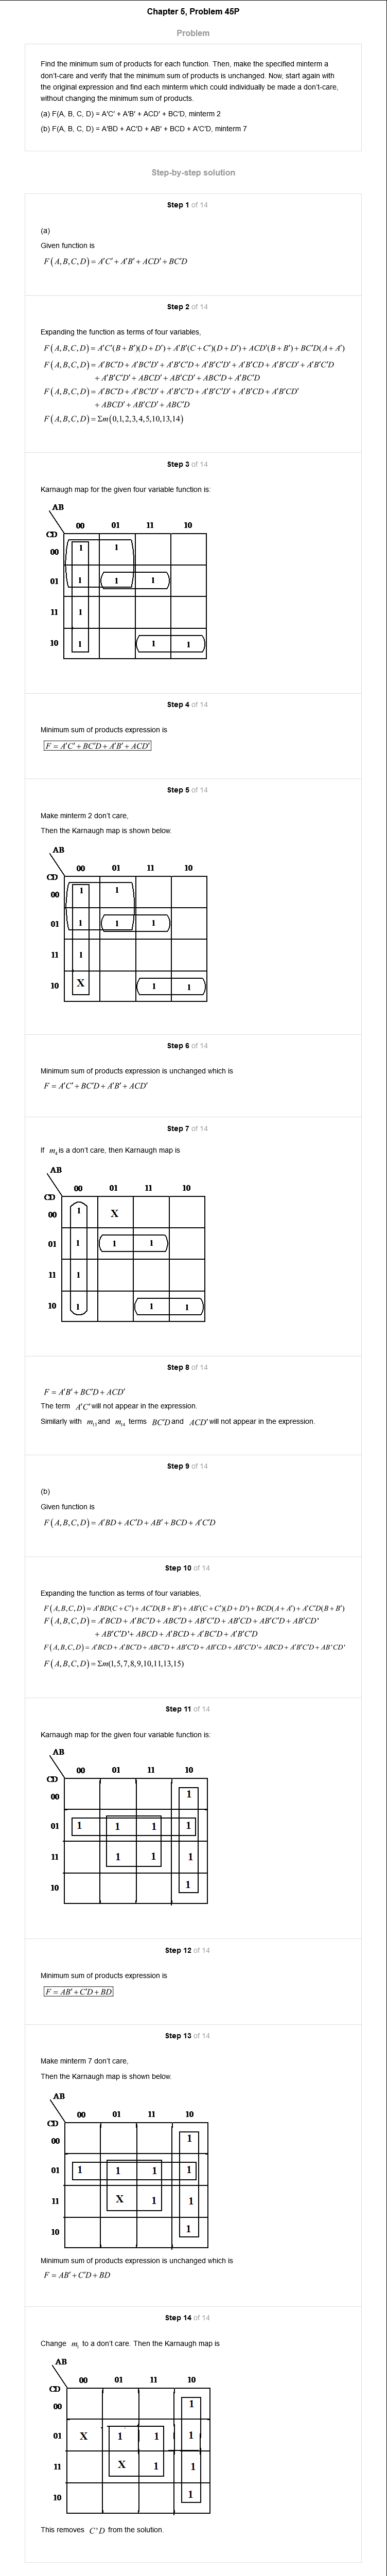 Chapter 5, Problem 45P
Problem
Find the minimum sum of products for each function. Then, make the specified minterm a
don't-care and verify that the minimum sum of products is unchanged. Now, start again with
the original expression and find each minterm which could individually be made a don't-care,
without changing the minimum sum of products.
(a) F(A, B, C, D) = A'C' + A'B' + ACD' + BC'D, minterm 2
(b) F(A, B, C, D) = A'BD + AC'D + AB' + BCD + A'C'D, minterm 7
Step-by-step solution
Step 1 of 14
(a)
Given function is
F(A,B,C,D) = A'C' + A'B' + ACD' + BC'D
Step 2 of 14
Expanding the function as terms of four variables,
F(A,B,C,D) = A'C'(B+B')(D+D') + A'B'(C+C')(D+D') + ACD'(B+B') + BC'D(A+A')
F(A,B,C,D) = A'BC'D + A'BC'D' + A'B'C'D + A'B'C'D' + A'B'CD + A'B'CD' + A'B'C'D
+ A'B'C'D' + ABCD' + AB'CD' + ABC'D + A'BC'D
F(A,B,C,D) = A'BC'D + A'BC'D' + A'B'C'D + A'B'C'D' + A'B'CD + A'B'CD'
+ ABCD' + AB'CD' + ABC'D
F(A,B,C,D) = Σm(0,1,2,3,4,5,10,13,14)
Step 3 of 14
Karnaugh map for the given four variable function is:
AB
00 01 11 10
CD
00 1 1
01 1 1 1
11 1
10 1 1 1
Step 4 of 14
Minimum sum of products expression is
F = A'C' + BC'D + A'B' + ACD'
Step 5 of 14
Make minterm 2 don't care,
Then the Karnaugh map is shown below.
AB
00 01 11 10
CD
00 1 1
01 1 1 1
11 1
10 X 1 1
Step 6 of 14
Minimum sum of products expression is unchanged which is
F = A'C' + BC'D + A'B' + ACD'
Step 7 of 14
If m4 is a don't care, then Karnaugh map is
AB
00 01 11 10
CD
00 1 X
01 1 1 1
11 1
10 1 1 1
Step 8 of 14
F = A'B' + BC'D + ACD'
The term A'C' will not appear in the expression.
Similarly with m13 and m14 terms BC'D and ACD' will not appear in the expression.
Step 9 of 14
(b)
Given function is
F(A,B,C,D) = A'BD + AC'D + AB' + BCD + A'C'D
Step 10 of 14
Expanding the function as terms of four variables,
F(A,B,C,D) = A'BD(C+C') + AC'D(B+B') + AB'(C+C')(D+D') + BCD(A+A') + A'C'D(B+B')
F(A,B,C,D) = A'BCD + A'BC'D + ABC'D + AB'C'D + AB'CD + AB'C'D + AB'CD'
+ AB'C'D' + ABCD + A'BCD + A'BC'D + A'B'C'D
F(A,B,C,D) = A'BCD + A'BC'D + ABC'D + AB'C'D + AB'CD + AB'C'D' + ABCD + A'B'C'D + AB'CD'
F(A,B,C,D) = Σm(1,5,7,8,9,10,11,13,15)
Step 11 of 14
Karnaugh map for the given four variable function is:
AB
00 01 11 10
CD
00 1
01 1 1 1 1
11 1 1 1
10 1
Step 12 of 14
Minimum sum of products expression is
F = AB' + C'D + BD
Step 13 of 14
Make minterm 7 don't care,
Then the Karnaugh map is shown below.
AB
00 01 11 10
CD
00 1
01 1 1 1 1
11 X 1 1
10 1
Minimum sum of products expression is unchanged which is
F = AB' + C'D + BD
Step 14 of 14
Change m1 to a don't care. Then the Karnaugh map is
AB
00 01 11 10
CD
00 1
01 X 1 1 1
11 X 1 1
10 1
This removes C'D from the solution.